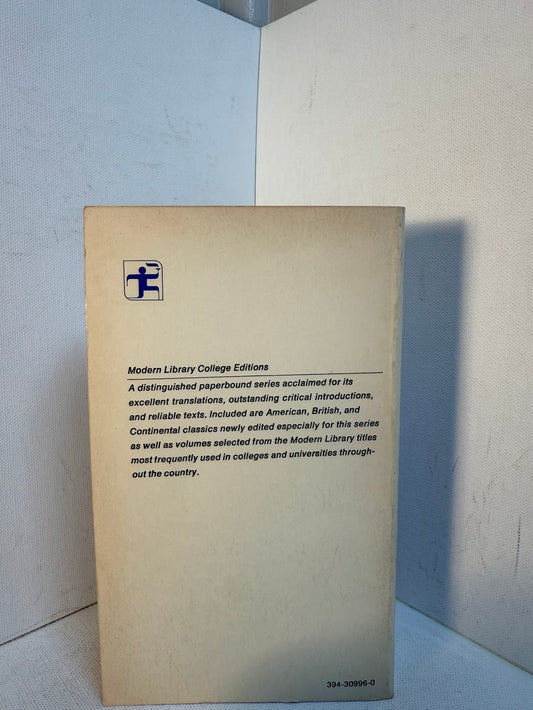 Modern Library College Editions
A distinguished paperbound series acclaimed for its
excellent translations, outstanding critical introductions,
and reliable texts. Included are American, British, and
Continental classics newly edited especially for this series
as well as volumes selected from the Modern Library titles
most frequently used in colleges and universities through-
out the country.
394-30996-0